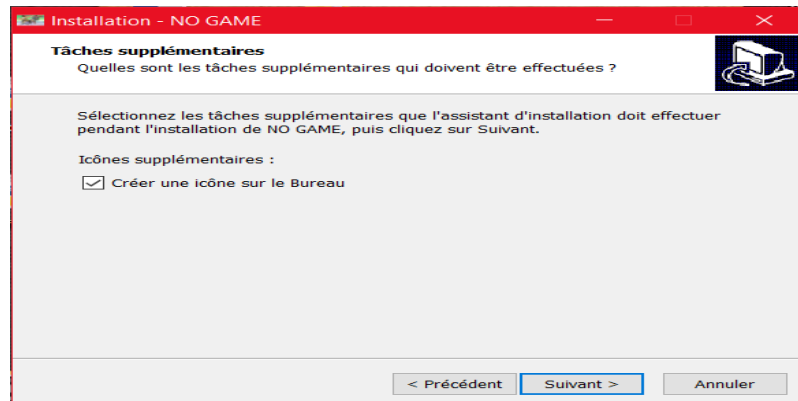 Installation - NO GAME
Tâches supplémentaires
Quelles sont les tâches supplémentaires qui doivent être effectuées ?
Sélectionnez les tâches supplémentaires que l'assistant d'installation doit effectuer
pendant l'installation de NO GAME, puis cliquez sur Suivant.
Icônes supplémentaires :
Créer une icône sur le Bureau
< Précédent Suivant > Annuler